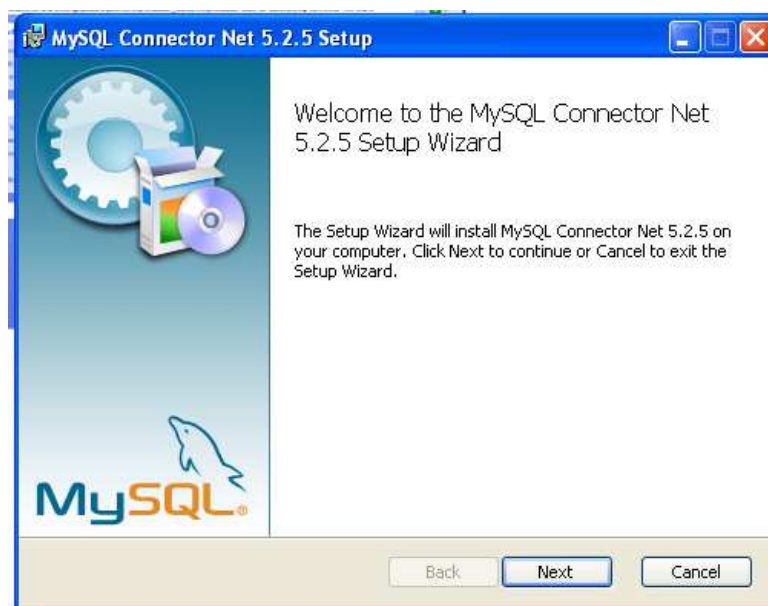 MySQL Connector Net 5.2.5 Setup
Welcome to the MySQL Connector Net
5.2.5 Setup Wizard
The Setup Wizard will install MySQL Connector Net 5.2.5 on
your computer. Click Next to continue or Cancel to exit the
Setup Wizard.
MySQL®
Back Next Cancel